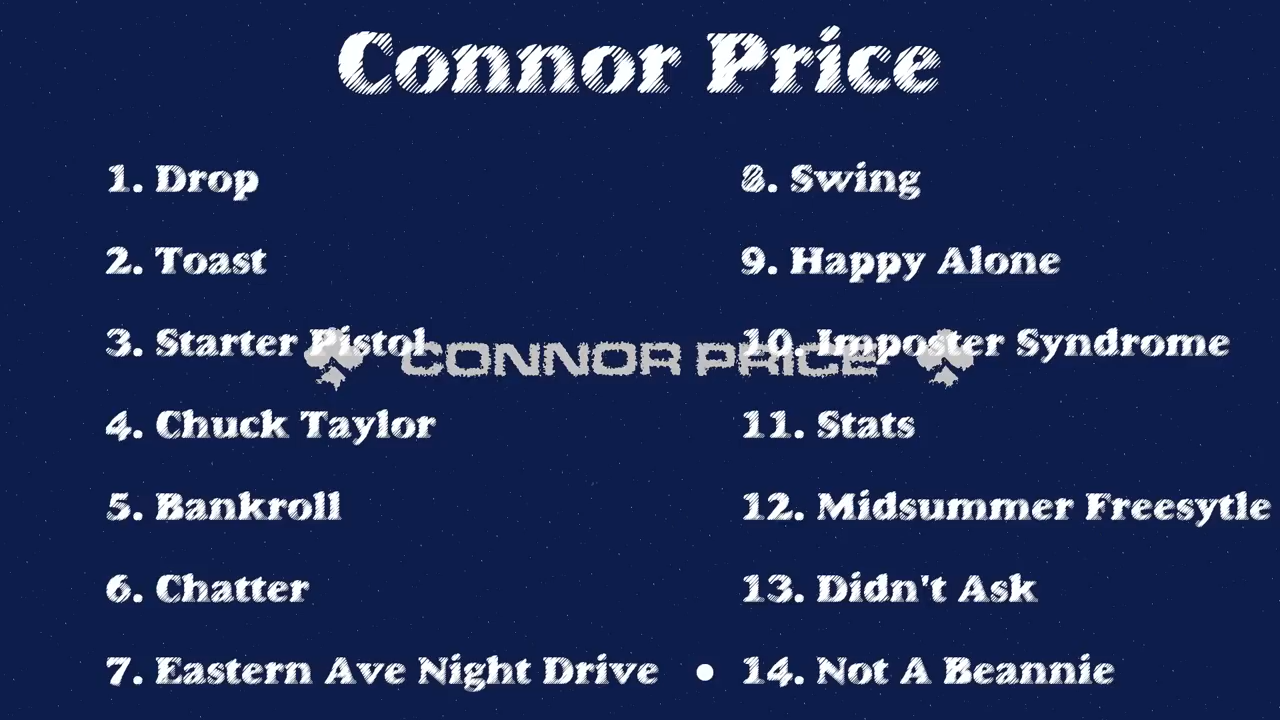 Connor Price
1. Drop
2. Toast
3. Starter Pistol
4. Chuck Taylor
5. Bankroll
6. Chatter
7. Eastern Ave Night Drive
8. Swing
9. Happy Alone
10. Imposter Syndrome
11. Stats
12. Midsummer Freesytle
13. Didn't Ask
• 14. Not A Beannie
♠ CONNOR PRICE ♠